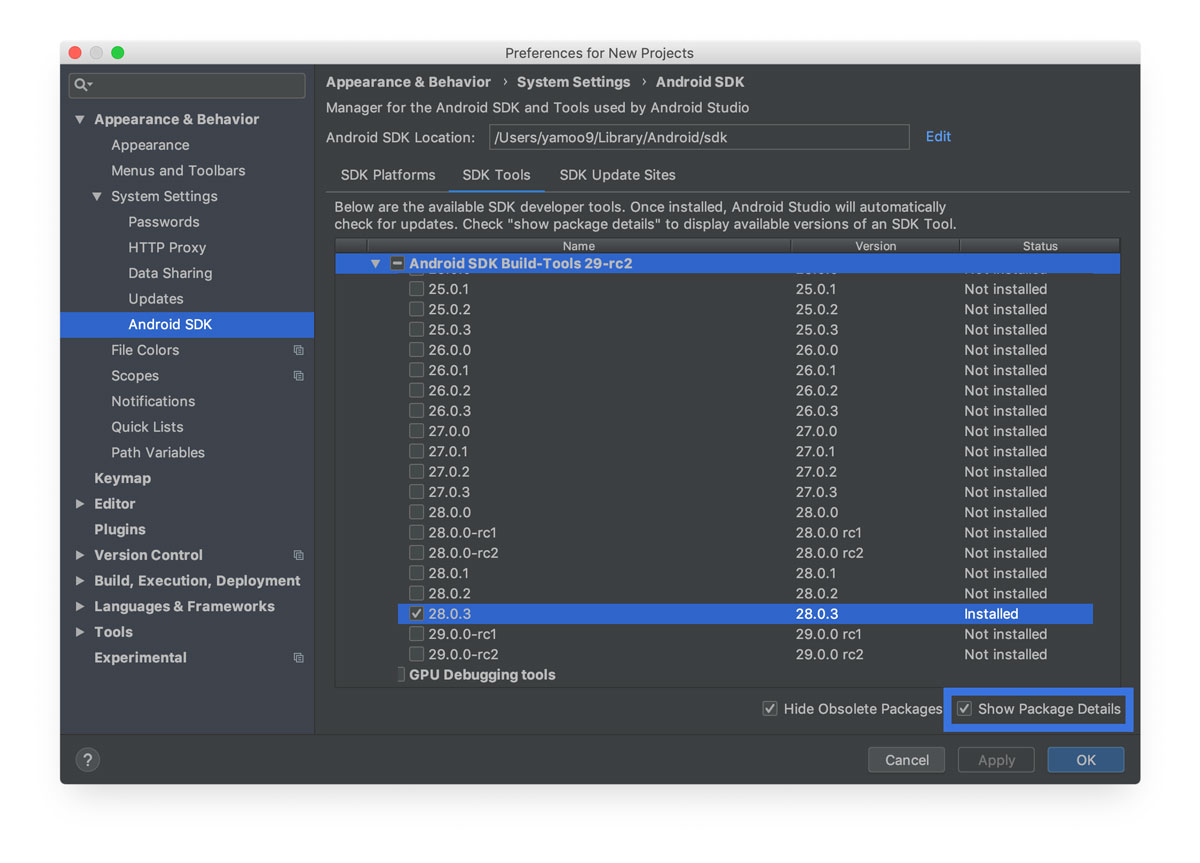 Preferences for New Projects
Appearance & Behavior
Appearance
Menus and Toolbars
System Settings
Passwords
HTTP Proxy
Data Sharing
Updates
Android SDK
File Colors
Scopes
Notifications
Quick Lists
Path Variables
Keymap
Editor
Plugins
Version Control
Build, Execution, Deployment
Languages & Frameworks
Tools
Experimental
Appearance & Behavior › System Settings › Android SDK
Manager for the Android SDK and Tools used by Android Studio
Android SDK Location: /Users/yamoo9/Library/Android/sdk Edit
SDK Platforms SDK Tools SDK Update Sites
Below are the available SDK developer tools. Once installed, Android Studio will automatically
check for updates. Check "show package details" to display available versions of an SDK Tool.
Name Version Status
Android SDK Build-Tools 29-rc2
25.0.1 25.0.1 Not installed
25.0.2 25.0.2 Not installed
25.0.3 25.0.3 Not installed
26.0.0 26.0.0 Not installed
26.0.1 26.0.1 Not installed
26.0.2 26.0.2 Not installed
26.0.3 26.0.3 Not installed
27.0.0 27.0.0 Not installed
27.0.1 27.0.1 Not installed
27.0.2 27.0.2 Not installed
27.0.3 27.0.3 Not installed
28.0.0 28.0.0 Not installed
28.0.0-rc1 28.0.0 rc1 Not installed
28.0.0-rc2 28.0.0 rc2 Not installed
28.0.1 28.0.1 Not installed
28.0.2 28.0.2 Not installed
28.0.3 28.0.3 Installed
29.0.0-rc1 29.0.0 rc1 Not installed
29.0.0-rc2 29.0.0 rc2 Not installed
GPU Debugging tools
Hide Obsolete Packages Show Package Details
? Cancel Apply OK